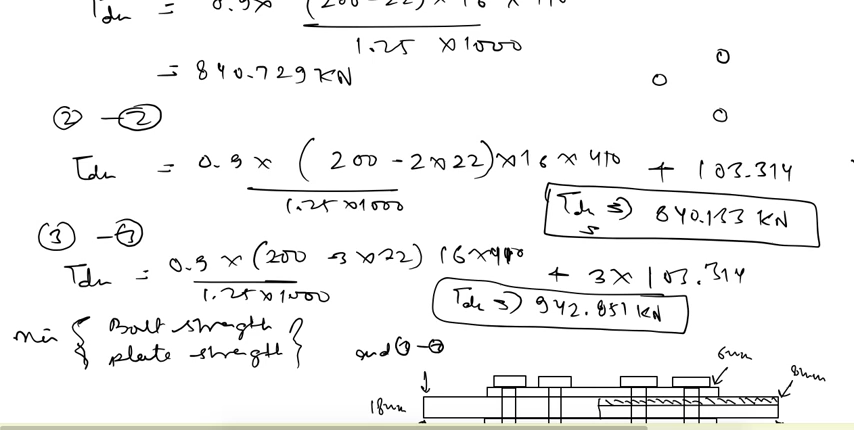 Tdn = 0.9 × (200 - 22) × 16 × 410
1.25 × 1000
= 840.729 KN
② - ②
Tdn = 0.9 × (200 - 2×22) × 16 × 410 + 103.314
1.25 × 1000
Tdn ⇒ 840.133 KN
③ - ③
Tdn = 0.9 × (200 - 3×22) 16×410 + 3 × 103.314
1.25×1000
Tdn ⇒ 942.851 KN
min { Bolt strength
plate strength }
6mm
8mm
18mm